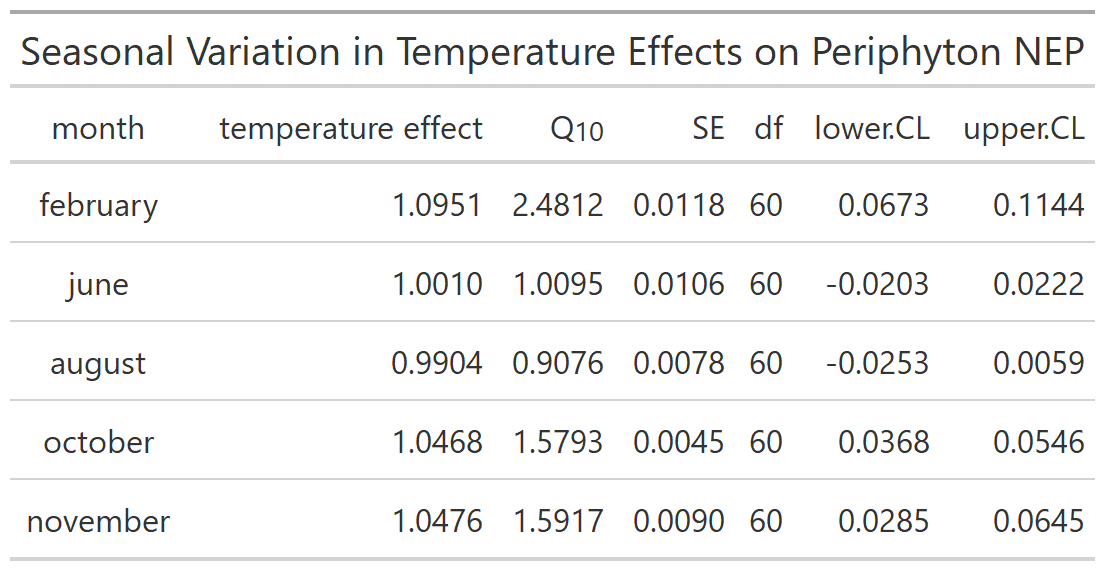 Seasonal Variation in Temperature Effects on Periphyton NEP
month temperature effect Q10 SE df lower.CL upper.CL
february 1.0951 2.4812 0.0118 60 0.0673 0.1144
june 1.0010 1.0095 0.0106 60 -0.0203 0.0222
august 0.9904 0.9076 0.0078 60 -0.0253 0.0059
october 1.0468 1.5793 0.0045 60 0.0368 0.0546
november 1.0476 1.5917 0.0090 60 0.0285 0.0645